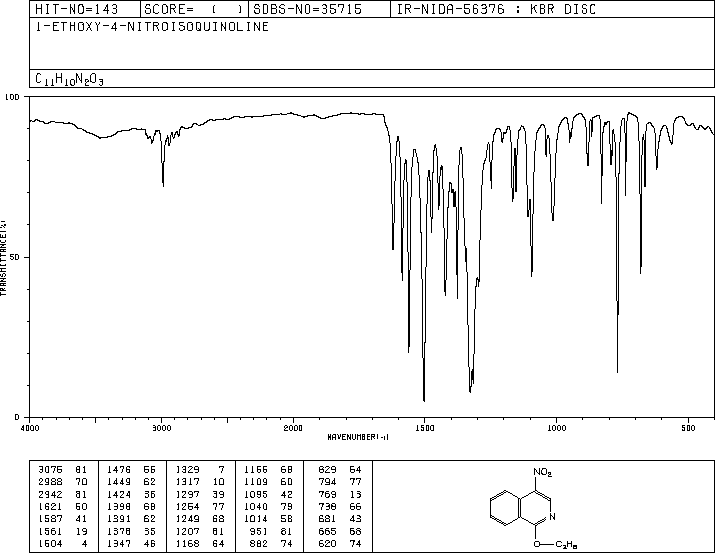 HIT-NO=143 SCORE= ( ) SDBS-NO=35715 IR-NIDA-56376 : KBR DISC
1-ETHOXY-4-NITROISOQUINOLINE
C11H10N2O3
100
50
0
TRANSMITTANCE(%)
4000 3000 2000 1500 1000 500
WAVENUMBER(-1)
3075 81 1476 56 1329 7 1155 68 829 64
2988 70 1449 62 1317 10 1109 60 794 77
2942 81 1424 36 1297 39 1095 42 769 13
1621 50 1398 68 1254 77 1040 79 738 66
1587 41 1391 62 1249 68 1014 58 681 43
1561 19 1378 35 1207 81 951 81 665 68
1504 4 1347 46 1168 64 882 74 620 74
NO2
N
O—C2H5